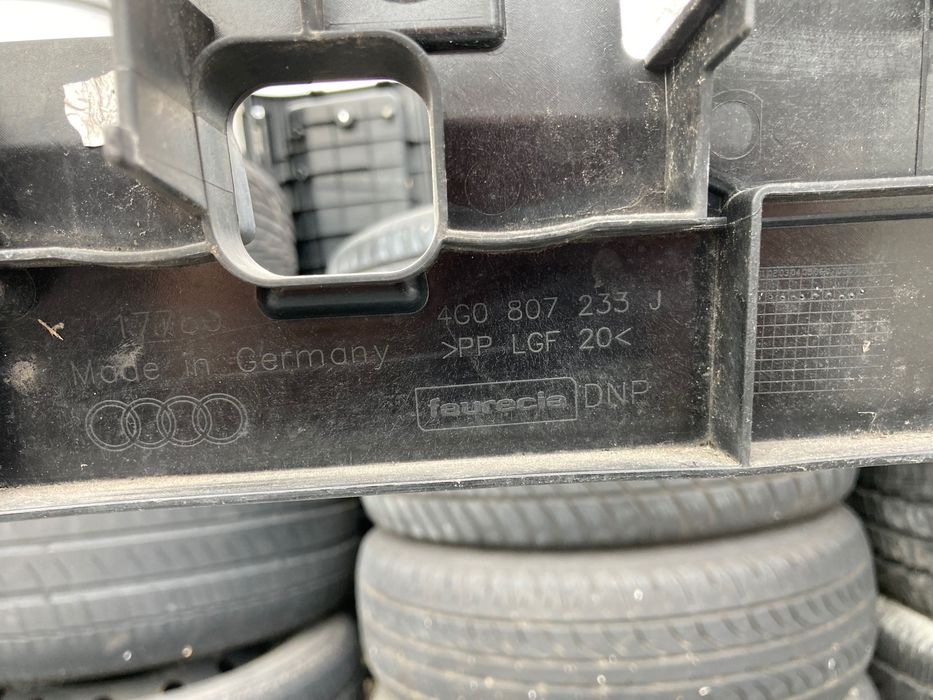 4G0 807 233 J
>PP LGF 20<
Made in Germany
faurecia DNP